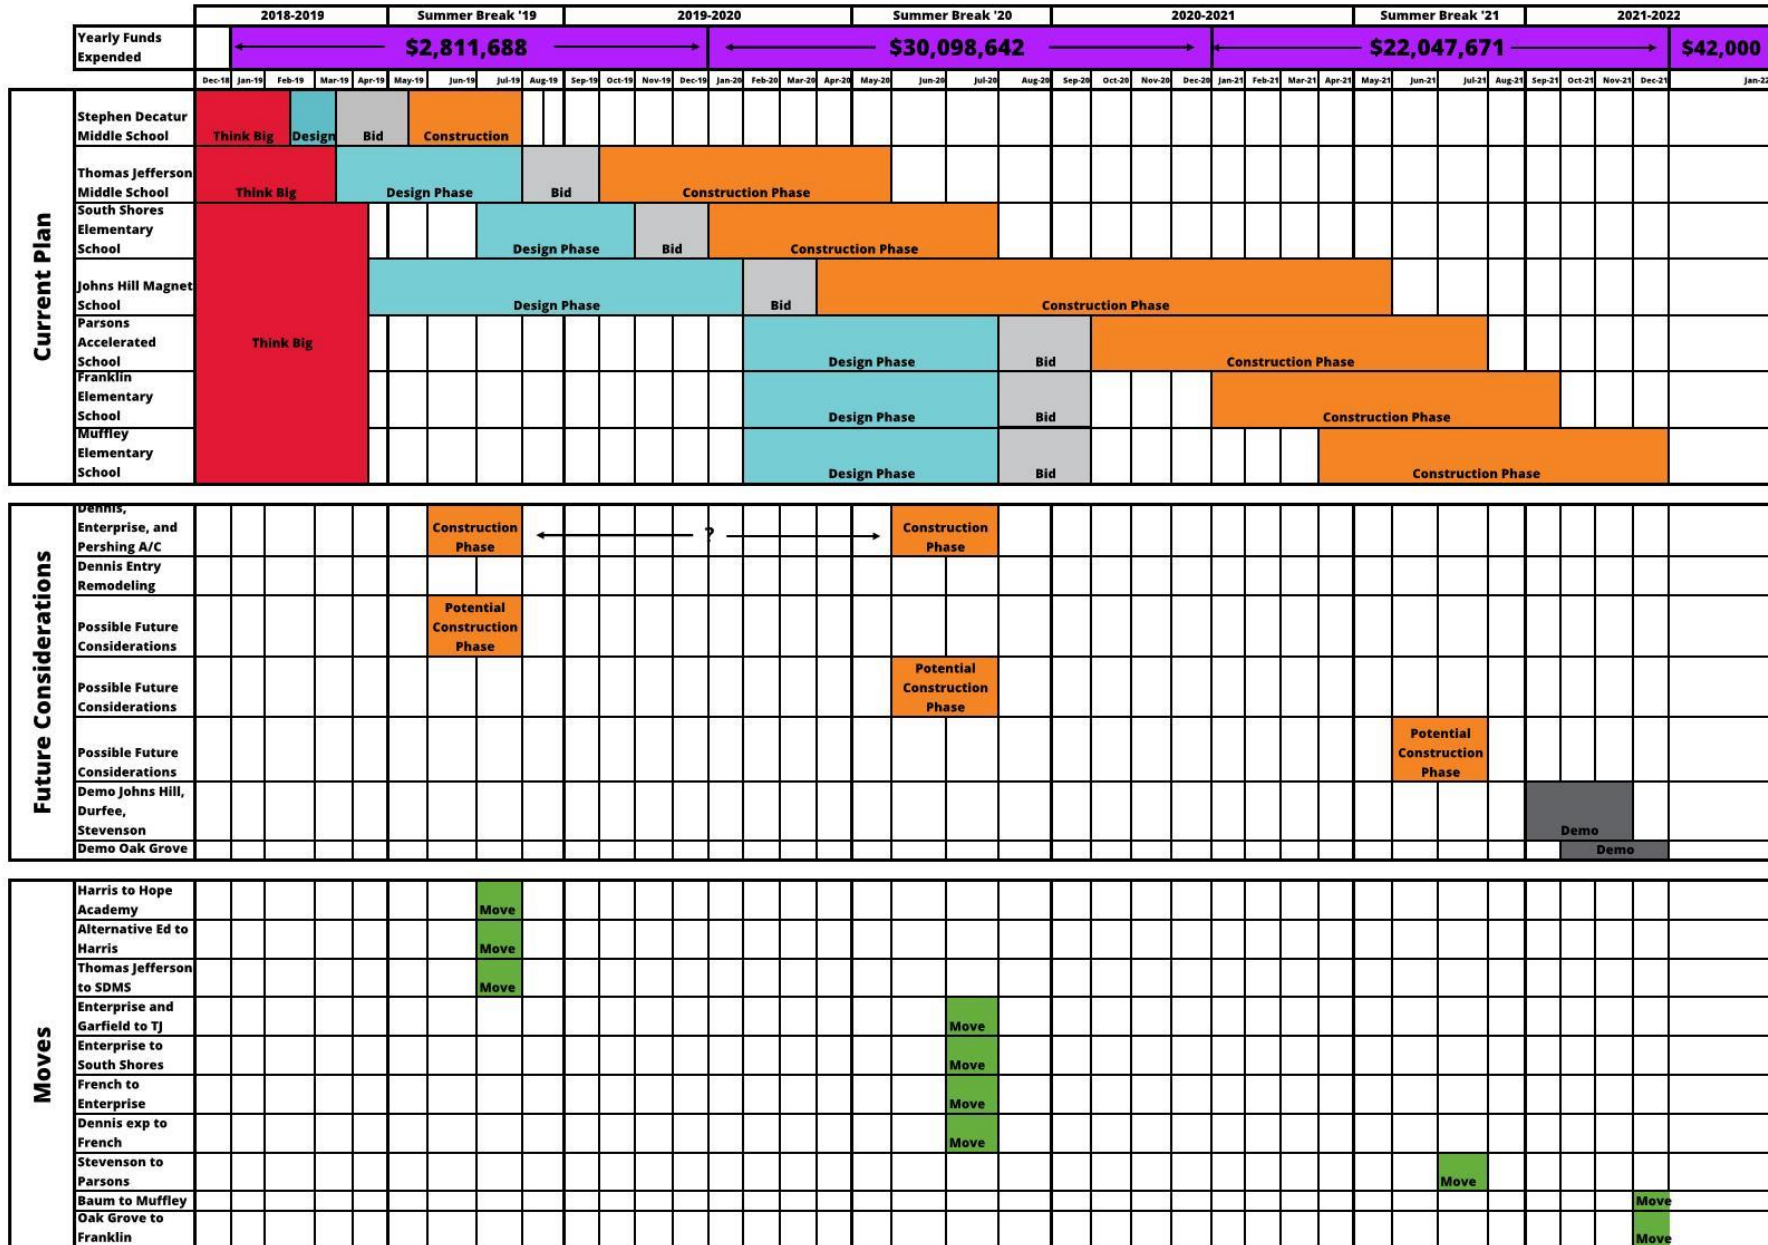 2018-2019 Summer Break '19 2019-2020 Summer Break '20 2020-2021 Summer Break '21 2021-2022
Yearly Funds
Expended
$2,811,688 $30,098,642 $22,047,671 $42,000
Dec-18 Jan-19 Feb-19 Mar-19 Apr-19 May-19 Jun-19 Jul-19 Aug-19 Sep-19 Oct-19 Nov-19 Dec-19 Jan-20 Feb-20 Mar-20 Apr-20 May-20 Jun-20 Jul-20 Aug-20 Sep-20 Oct-20 Nov-20 Dec-20 Jan-21 Feb-21 Mar-21 Apr-21 May-21 Jun-21 Jul-21 Aug-21 Sep-21 Oct-21 Nov-21 Dec-21 Jan-22
Current Plan
Stephen Decatur
Middle School
Think Big Design Bid Construction
Thomas Jefferson
Middle School
Think Big Design Phase Bid Construction Phase
South Shores
Elementary
School
Design Phase Bid Construction Phase
Johns Hill Magnet
School
Design Phase Bid Construction Phase
Think Big
Parsons
Accelerated
School
Design Phase Bid Construction Phase
Franklin
Elementary
School
Design Phase Bid Construction Phase
Muffley
Elementary
School
Design Phase Bid Construction Phase
Future Considerations
Dennis,
Enterprise, and
Pershing A/C
Construction
Phase
?
Construction
Phase
Dennis Entry
Remodeling
Possible Future
Considerations
Potential
Construction
Phase
Possible Future
Considerations
Potential
Construction
Phase
Possible Future
Considerations
Potential
Construction
Phase
Demo Johns Hill,
Durfee,
Stevenson
Demo
Demo Oak Grove
Demo
Moves
Harris to Hope
Academy
Move
Alternative Ed to
Harris
Move
Thomas Jefferson
to SDMS
Move
Enterprise and
Garfield to TJ
Move
Enterprise to
South Shores
Move
French to
Enterprise
Move
Dennis exp to
French
Move
Stevenson to
Parsons
Move
Baum to Muffley
Move
Oak Grove to
Franklin
Move